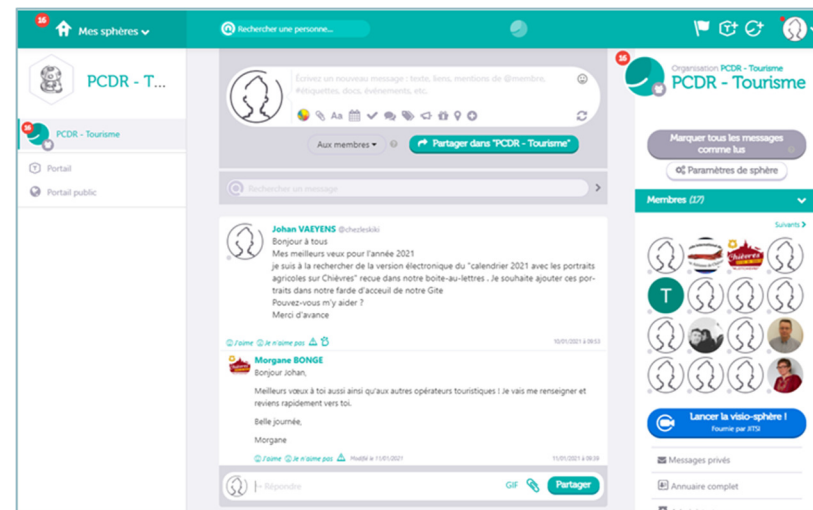 16
Mes sphères
Rechercher une personne...
PCDR - T...
16
PCDR - Tourisme
Portail
Portail public
Écrivez un nouveau message : texte, liens, mentions de @membre,
#étiquettes, docs, événements, etc.
Aa
Aux membres
Partager dans "PCDR - Tourisme"
Rechercher un message
Johan VAEYENS @chezleskiki
Bonjour à tous
Mes meilleurs veux pour l'année 2021
je suis à la rechercher de la version électronique du "calendrier 2021 avec les portraits
agricoles sur Chièvres" recue dans notre boite-au-lettres . Je souhaite ajouter ces por-
traits dans notre farde d'acceuil de notre Gite
Pouvez-vous m'y aider ?
Merci d'avance
J'aime Je n'aime pas
10/01/2021 à 09:53
Morgane BONGE
Bonjour Johan,
Meilleurs vœux à toi aussi ainsi qu'aux autres opérateurs touristiques ! Je vais me renseigner et
reviens rapidement vers toi.
Belle journée,
Morgane
J'aime Je n'aime pas Modifié le 11/01/2021
11/01/2021 à 09:39
Répondre
GIF
Partager
16
Organisation PCDR - Tourisme
PCDR - Tourisme
Marquer tous les messages
comme lus
Paramètres de sphère
Membres (17)
Suivants
Chièvres
T
Lancer la visio-sphère !
Fournie par JITSI
Messages privés
Annuaire complet